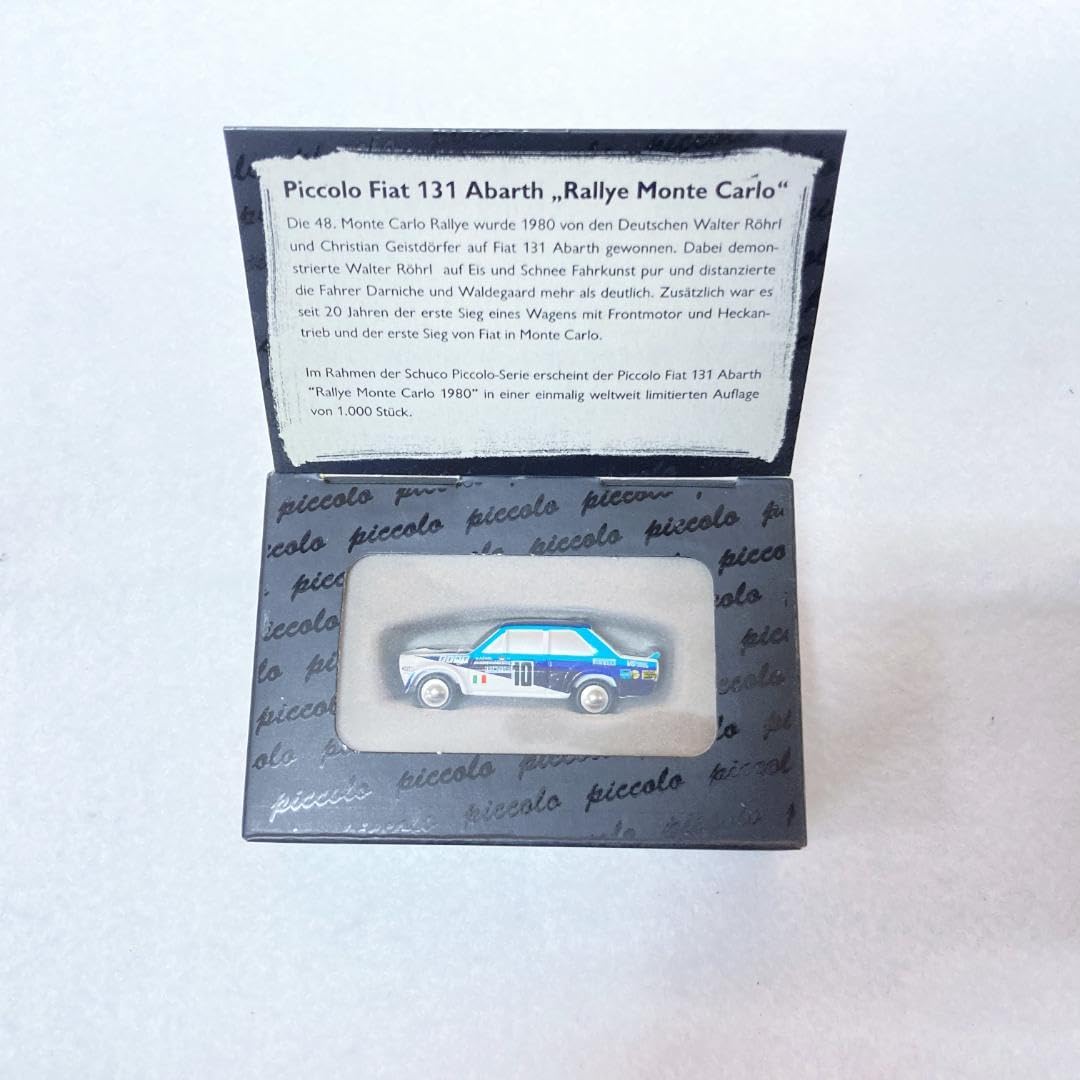 Piccolo Fiat 131 Abarth „Rallye Monte Carlo“
Die 48. Monte Carlo Rallye wurde 1980 von den Deutschen Walter Röhrl
und Christian Geistdörfer auf Fiat 131 Abarth gewonnen. Dabei demon-
strierte Walter Röhrl auf Eis und Schnee Fahrkunst pur und distanzierte
die Fahrer Darniche und Waldegaard mehr als deutlich. Zusätzlich war es
seit 20 Jahren der erste Sieg eines Wagens mit Frontmotor und Heckan-
trieb und der erste Sieg von Fiat in Monte Carlo.
Im Rahmen der Schuco Piccolo-Serie erscheint der Piccolo Fiat 131 Abarth
"Rallye Monte Carlo 1980" in einer einmalig weltweit limitierten Auflage
von 1.000 Stück.
piccolo piccolo
piccolo piccolo piccolo
piccolo
10
PIRELLI
piccolo
piccolo piccolo piccolo